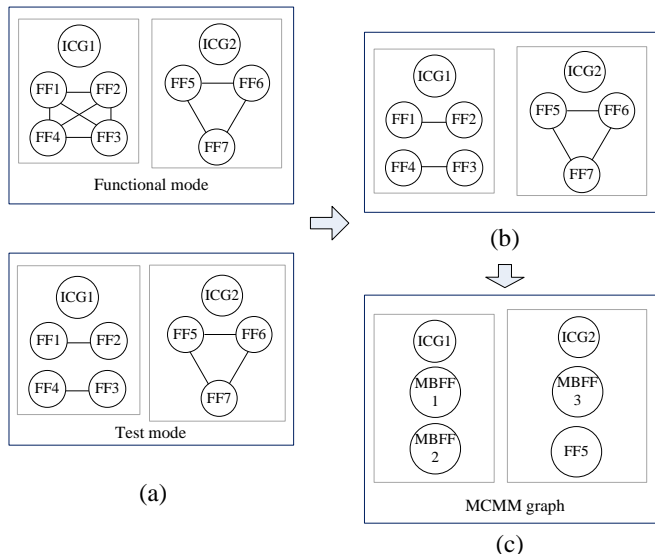 ICG1
ICG2
FF1
FF2
FF5
FF6
FF4
FF3
FF7
Functional mode
ICG1
ICG2
FF1
FF2
FF5
FF6
FF4
FF3
FF7
Test mode
(a)
ICG1
ICG2
FF1
FF2
FF5
FF6
FF4
FF3
FF7
(b)
ICG1
ICG2
MBFF
1
MBFF
3
MBFF
2
FF5
MCMM graph
(c)